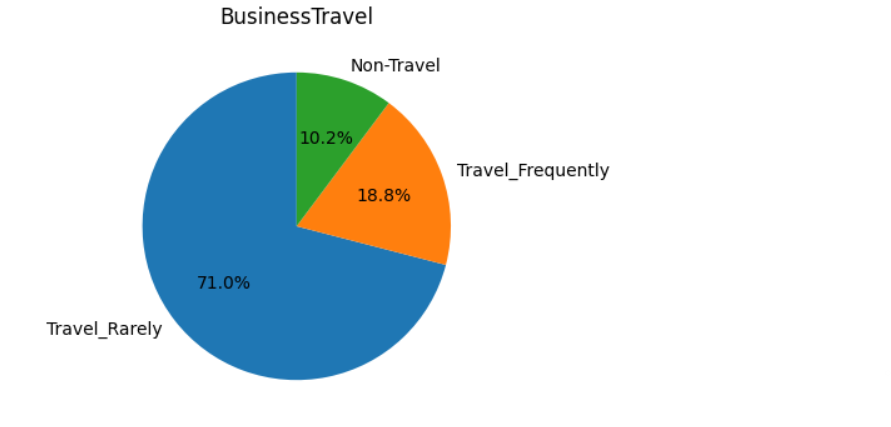 BusinessTravel
Non-Travel
10.2%
Travel_Frequently
18.8%
71.0%
Travel_Rarely